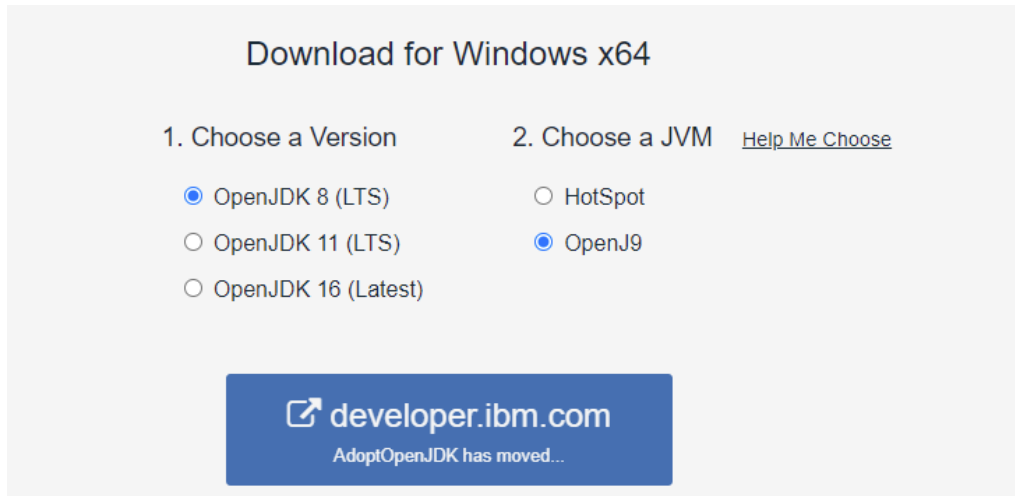 Download for Windows x64
1. Choose a Version
2. Choose a JVM
Help Me Choose
OpenJDK 8 (LTS)
OpenJDK 11 (LTS)
OpenJDK 16 (Latest)
HotSpot
OpenJ9
developer.ibm.com
AdoptOpenJDK has moved...